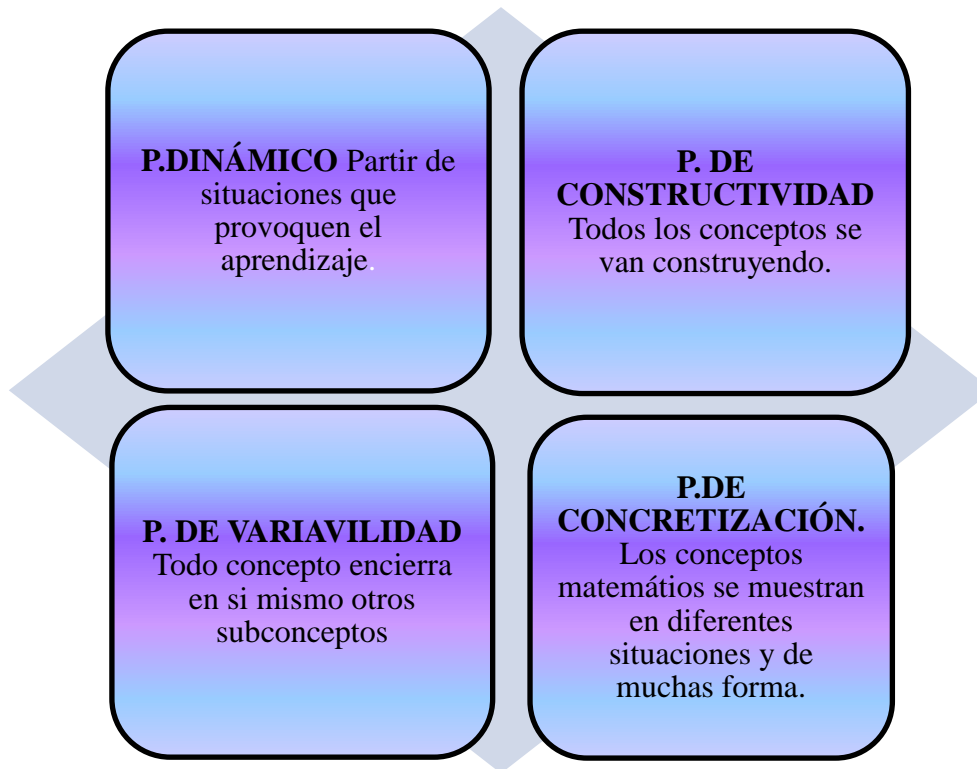 P.DINÁMICO Partir de
situaciones que
provoquen el
aprendizaje.
P. DE
CONSTRUCTIVIDAD
Todos los conceptos se
van construyendo.
P. DE VARIAVILIDAD
Todo concepto encierra
en si mismo otros
subconceptos
P.DE
CONCRETIZACIÓN.
Los conceptos
matemátios se muestran
en diferentes
situaciones y de
muchas forma.